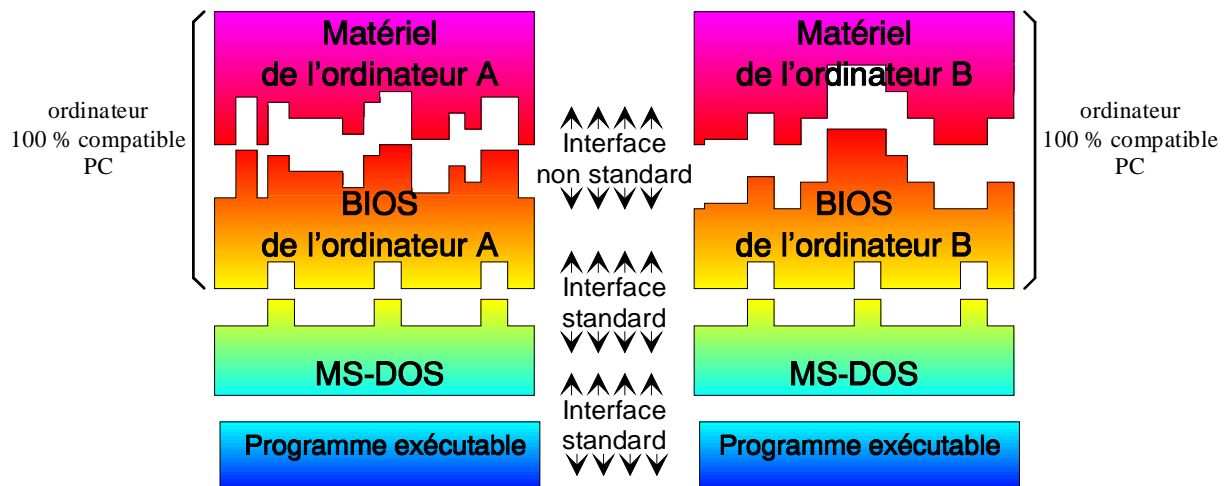 Matériel
de l'ordinateur A
ordinateur
100 % compatible
PC
BIOS
de l'ordinateur A
MS-DOS
Programme exécutable
Interface
non standard
Interface
standard
Interface
standard
Matériel
de l'ordinateur B
ordinateur
100 % compatible
PC
BIOS
de l'ordinateur B
MS-DOS
Programme exécutable